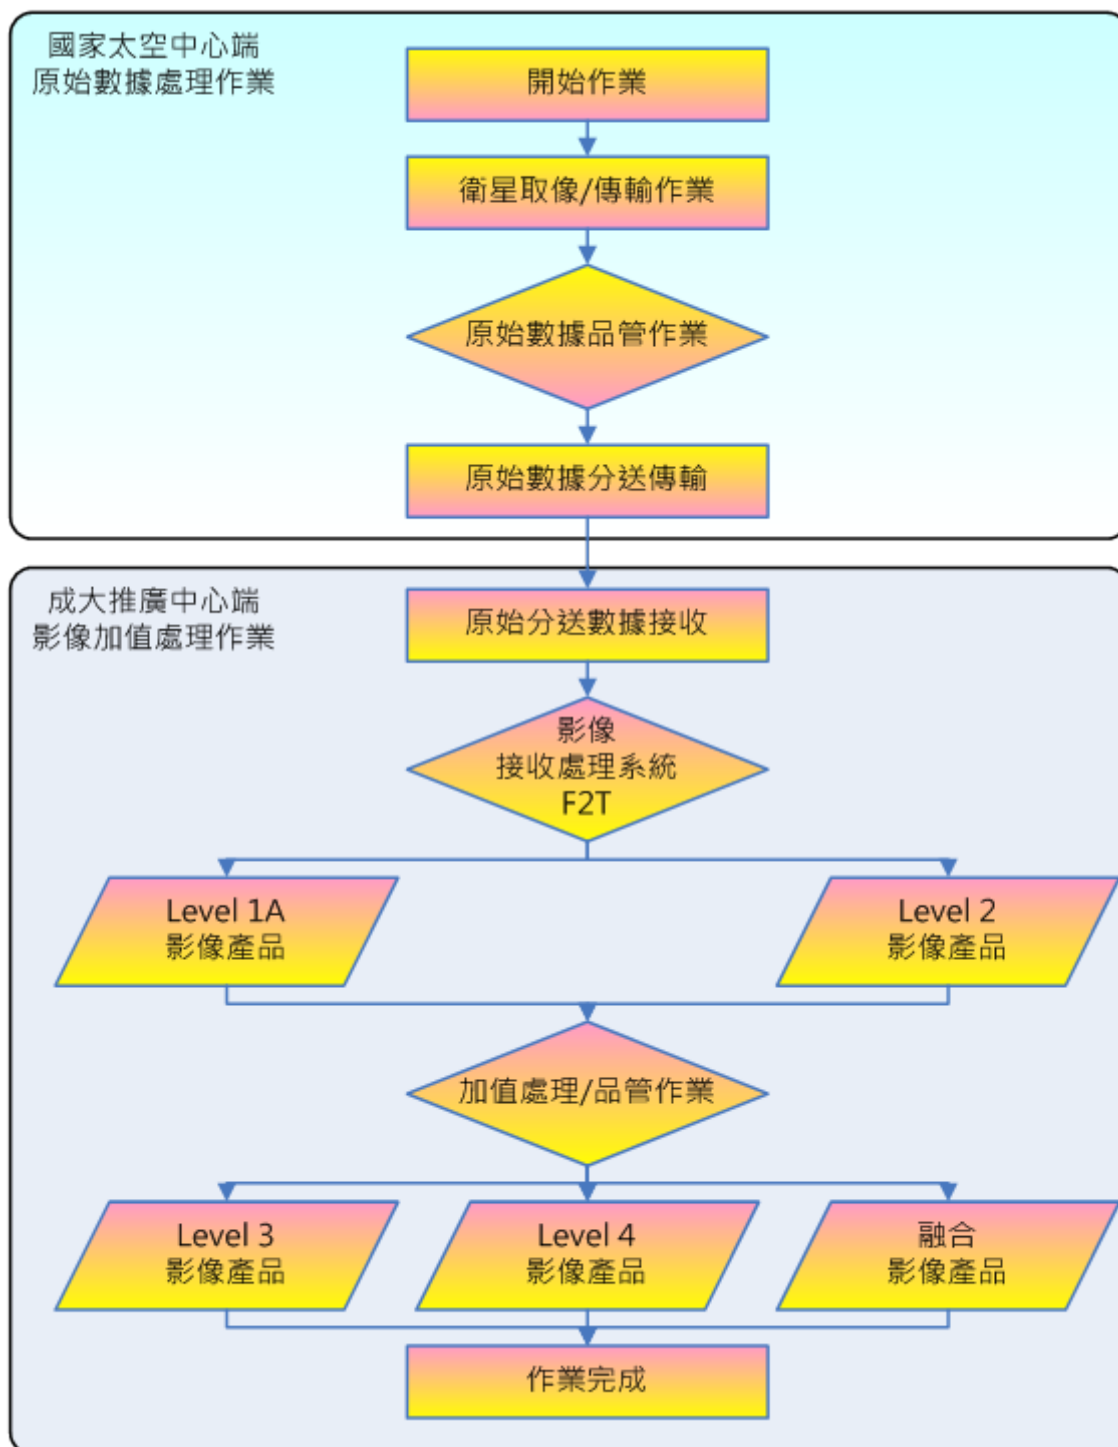 國家太空中心端
原始數據處理作業
開始作業
衛星取像/傳輸作業
原始數據品管作業
原始數據分送傳輸
成大推廣中心端
影像加值處理作業
原始分送數據接收
影像
接收處理系統
F2T
Level 1A
影像產品
Level 2
影像產品
加值處理/品管作業
Level 3
影像產品
Level 4
影像產品
融合
影像產品
作業完成